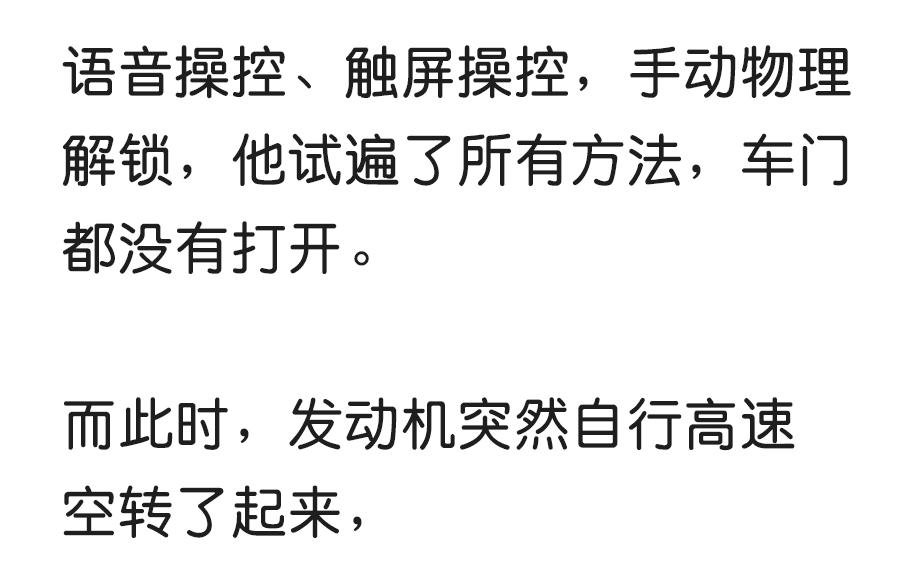 语音操控、触屏操控，手动物理
解锁，他试遍了所有方法，车门
都没有打开。
而此时，发动机突然自行高速
空转了起来，